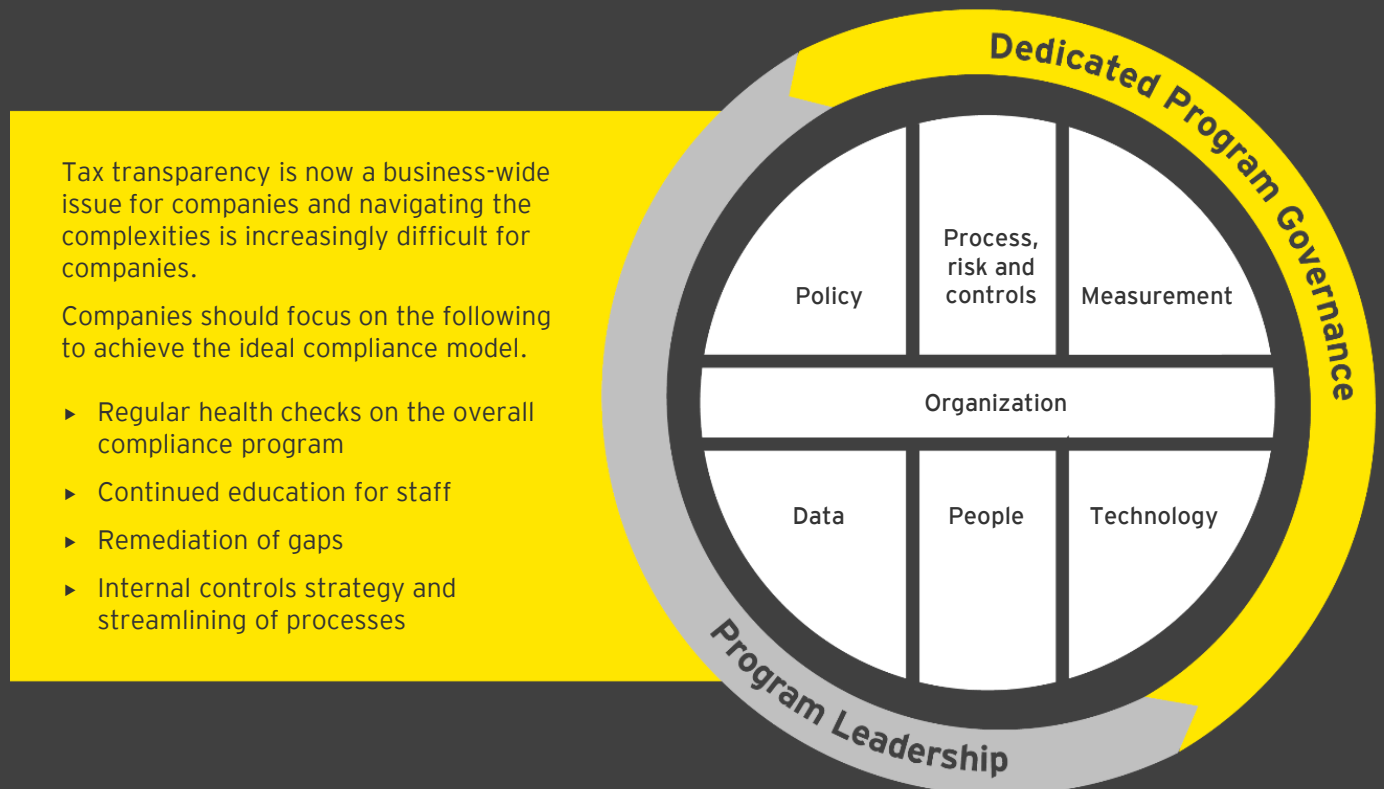 Tax transparency is now a business-wide
issue for companies and navigating the
complexities is increasingly difficult for
companies.
Companies should focus on the following
to achieve the ideal compliance model.
▸ Regular health checks on the overall
compliance program
▸ Continued education for staff
▸ Remediation of gaps
▸ Internal controls strategy and
streamlining of processes
Dedicated Program Governance
Policy
Process,
risk and
controls
Measurement
Organization
Data
People
Technology
Program Leadership